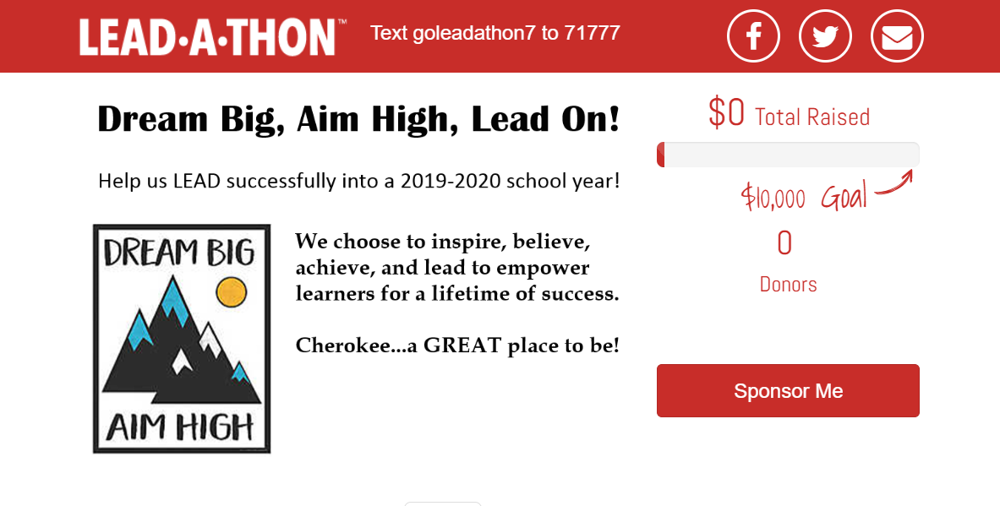 LEAD·A·THON™
Text goleadathon7 to 71777
Dream Big, Aim High, Lead On!
Help us LEAD successfully into a 2019-2020 school year!
DREAM BIG
AIM HIGH
We choose to inspire, believe,
achieve, and lead to empower
learners for a lifetime of success.
Cherokee...a GREAT place to be!
$0 Total Raised
$10,000 Goal
0
Donors
Sponsor Me